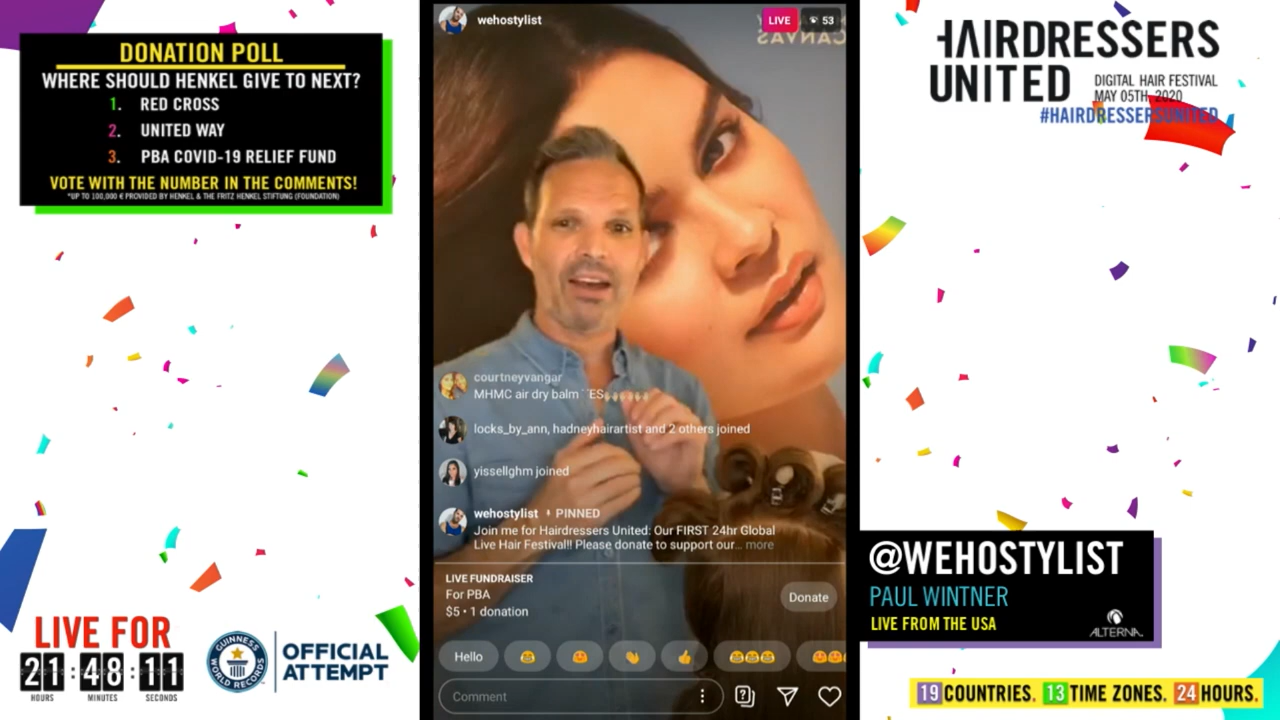 DONATION POLL
WHERE SHOULD HENKEL GIVE TO NEXT?
1. RED CROSS
2. UNITED WAY
3. PBA COVID-19 RELIEF FUND
VOTE WITH THE NUMBER IN THE COMMENTS!
*UP TO 100,000 € PROVIDED BY HENKEL & THE FRITZ HENKEL STIFTUNG (FOUNDATION)
LIVE FOR
21:48:11
HOURS MINUTES SECONDS
GUINNESS WORLD RECORDS
OFFICIAL
ATTEMPT
wehostylist
LIVE 53
CANVAS
courtneyvangar
MHMC air dry balm
locks_by_ann, hadneyhairartist and 2 others joined
yissellghm joined
wehostylist PINNED
Join me for Hairdressers United: Our FIRST 24hr Global
Live Hair Festival!! Please donate to support our... more
LIVE FUNDRAISER
For PBA
$5 • 1 donation
Donate
Hello
Comment
HAIRDRESSERS
UNITED
DIGITAL HAIR FESTIVAL
MAY 05TH, 2020
#HAIRDRESSERSUNITED
@WEHOSTYLIST
PAUL WINTNER
LIVE FROM THE USA
ALTERNA
19 COUNTRIES. 13 TIME ZONES. 24 HOURS.